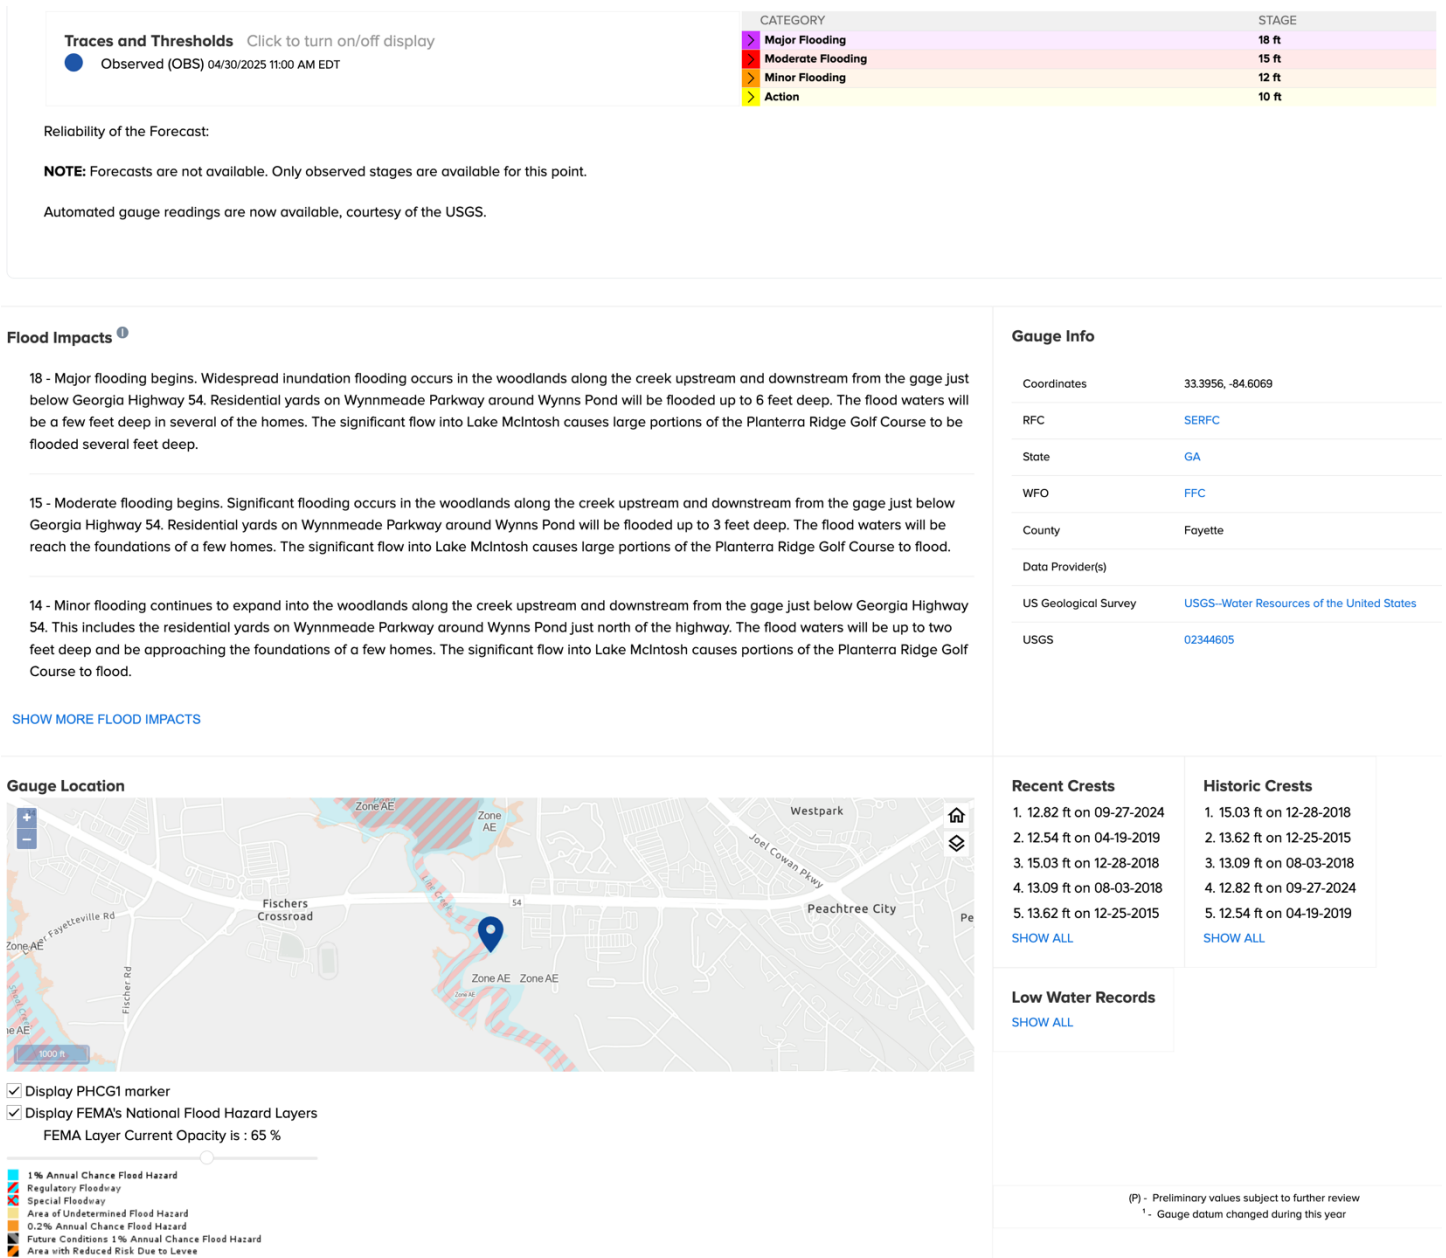 Traces and Thresholds Click to turn on/off display
Observed (OBS) 04/30/2025 11:00 AM EDT
CATEGORY STAGE
Major Flooding 18 ft
Moderate Flooding 15 ft
Minor Flooding 12 ft
Action 10 ft
Reliability of the Forecast:
NOTE: Forecasts are not available. Only observed stages are available for this point.
Automated gauge readings are now available, courtesy of the USGS.
Flood Impacts
18 - Major flooding begins. Widespread inundation flooding occurs in the woodlands along the creek upstream and downstream from the gage just
below Georgia Highway 54. Residential yards on Wynnmeade Parkway around Wynns Pond will be flooded up to 6 feet deep. The flood waters will
be a few feet deep in several of the homes. The significant flow into Lake McIntosh causes large portions of the Planterra Ridge Golf Course to be
flooded several feet deep.
15 - Moderate flooding begins. Significant flooding occurs in the woodlands along the creek upstream and downstream from the gage just below
Georgia Highway 54. Residential yards on Wynnmeade Parkway around Wynns Pond will be flooded up to 3 feet deep. The flood waters will be
reach the foundations of a few homes. The significant flow into Lake McIntosh causes large portions of the Planterra Ridge Golf Course to flood.
14 - Minor flooding continues to expand into the woodlands along the creek upstream and downstream from the gage just below Georgia Highway
54. This includes the residential yards on Wynnmeade Parkway around Wynns Pond just north of the highway. The flood waters will be up to two
feet deep and be approaching the foundations of a few homes. The significant flow into Lake McIntosh causes portions of the Planterra Ridge Golf
Course to flood.
SHOW MORE FLOOD IMPACTS
Gauge Info
Coordinates 33.3956, -84.6069
RFC SERFC
State GA
WFO FFC
County Fayette
Data Provider(s)
US Geological Survey USGS--Water Resources of the United States
USGS 02344605
Gauge Location
+
−
Zone AE
Zone
AE
Westpark
Joel Cowan Pkwy
Line Creek
54
Fischers
Crossroad
Peachtree City
Pe
Fayetteville Rd
Zone AE
Zone AE Zone AE
Zone AE
Fischer Rd
Shoal Creek
ne AE
1000 ft
Display PHCG1 marker
Display FEMA's National Flood Hazard Layers
FEMA Layer Current Opacity is : 65 %
1% Annual Chance Flood Hazard
Regulatory Floodway
Special Floodway
Area of Undetermined Flood Hazard
0.2% Annual Chance Flood Hazard
Future Conditions 1% Annual Chance Flood Hazard
Area with Reduced Risk Due to Levee
Recent Crests
1. 12.82 ft on 09-27-2024
2. 12.54 ft on 04-19-2019
3. 15.03 ft on 12-28-2018
4. 13.09 ft on 08-03-2018
5. 13.62 ft on 12-25-2015
SHOW ALL
Historic Crests
1. 15.03 ft on 12-28-2018
2. 13.62 ft on 12-25-2015
3. 13.09 ft on 08-03-2018
4. 12.82 ft on 09-27-2024
5. 12.54 ft on 04-19-2019
SHOW ALL
Low Water Records
SHOW ALL
(P) - Preliminary values subject to further review
1 - Gauge datum changed during this year